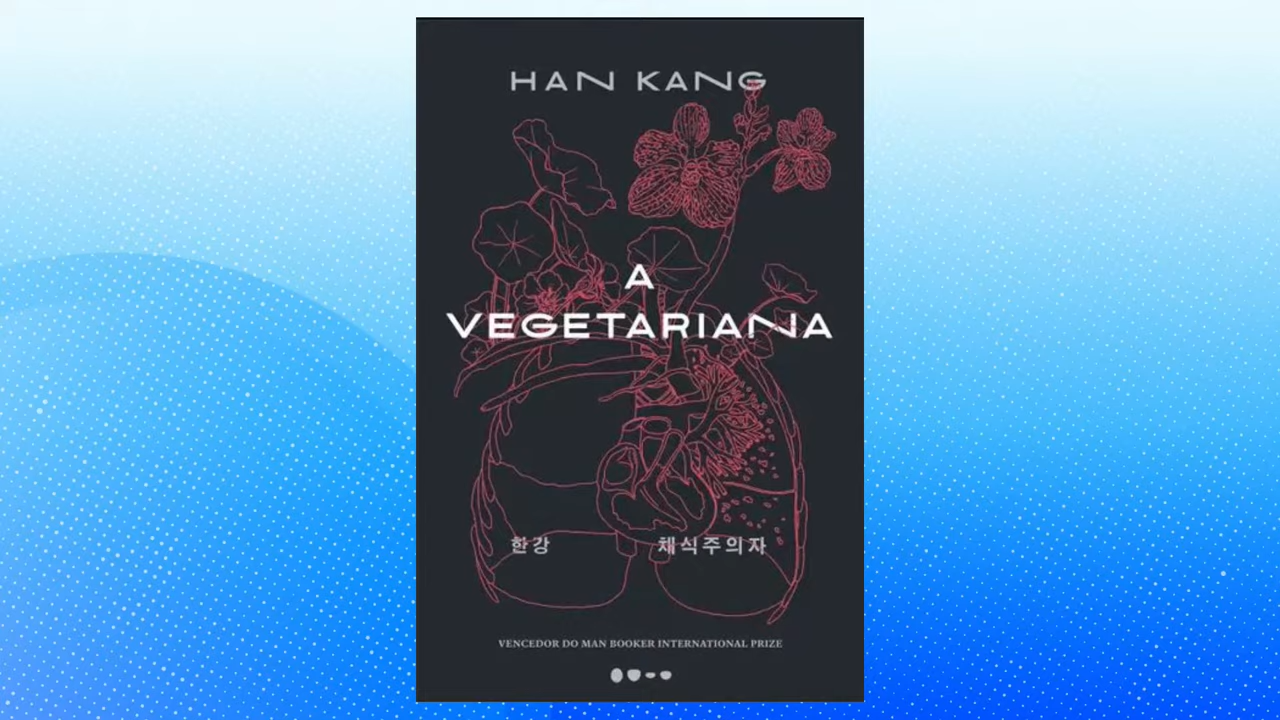 HAN KANG
A
VEGETARIANA
한강 채식주의자
VENCEDOR DO MAN BOOKER INTERNATIONAL PRIZE